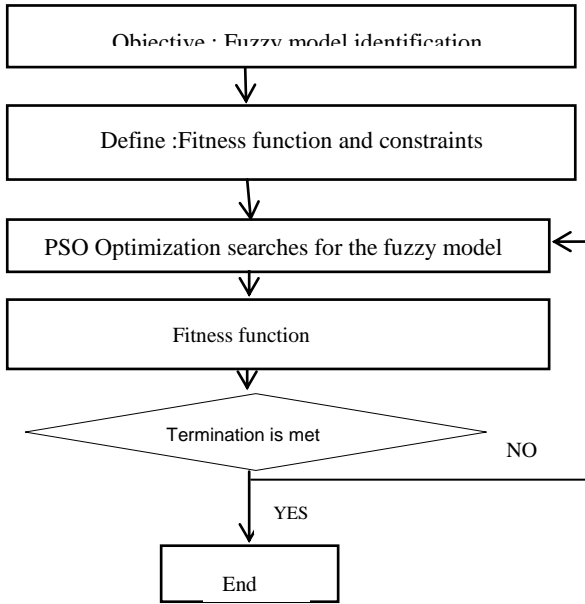 Objective : Fuzzy model identification
Define :Fitness function and constraints
PSO Optimization searches for the fuzzy model
Fitness function
Termination is met
NO
YES
End